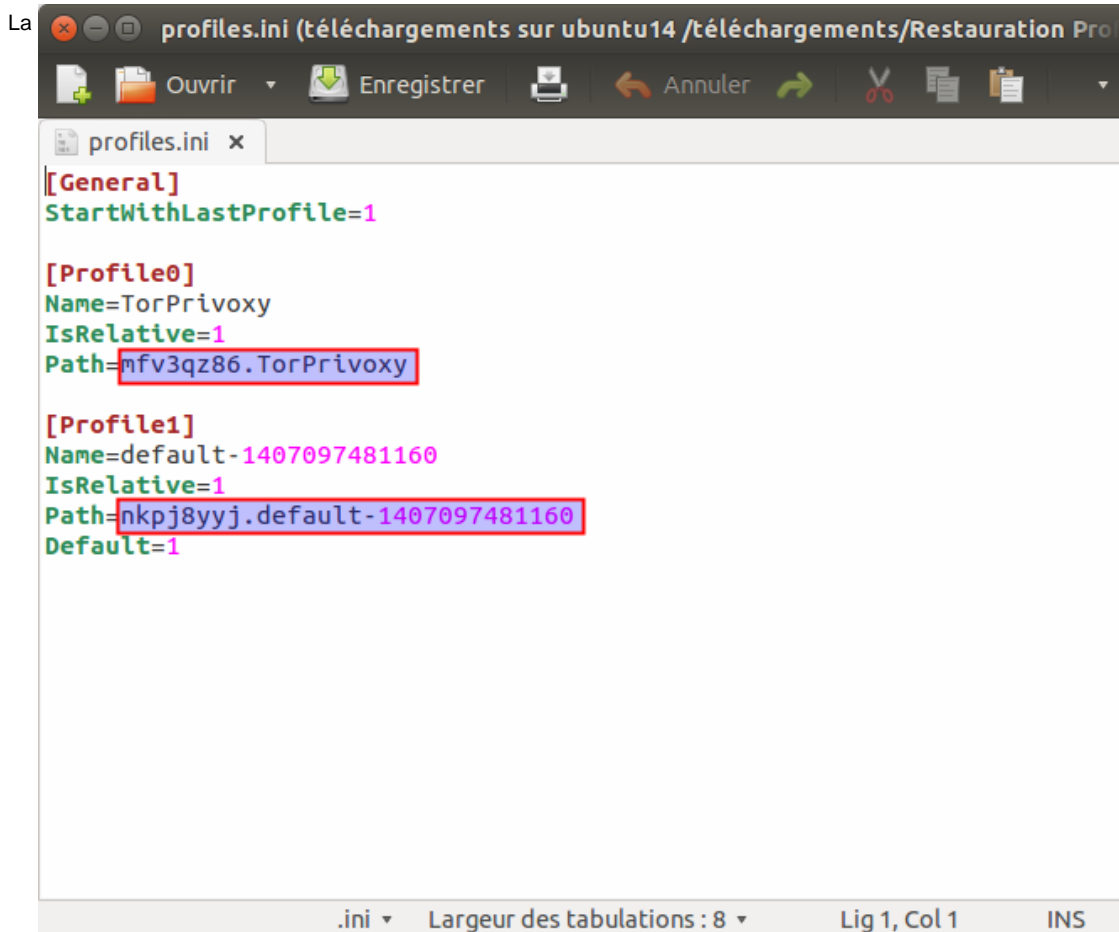 La
profiles.ini (téléchargements sur ubuntu14 /téléchargements/Restauration
Ouvrir Enregistrer Annuler
profiles.ini ×
[General]
StartWithLastProfile=1
[Profile0]
Name=TorPrivoxy
IsRelative=1
Path=mfv3qz86.TorPrivoxy
[Profile1]
Name=default-1407097481160
IsRelative=1
Path=nkpj8yyj.default-1407097481160
Default=1
.ini Largeur des tabulations : 8 Lig 1, Col 1 INS